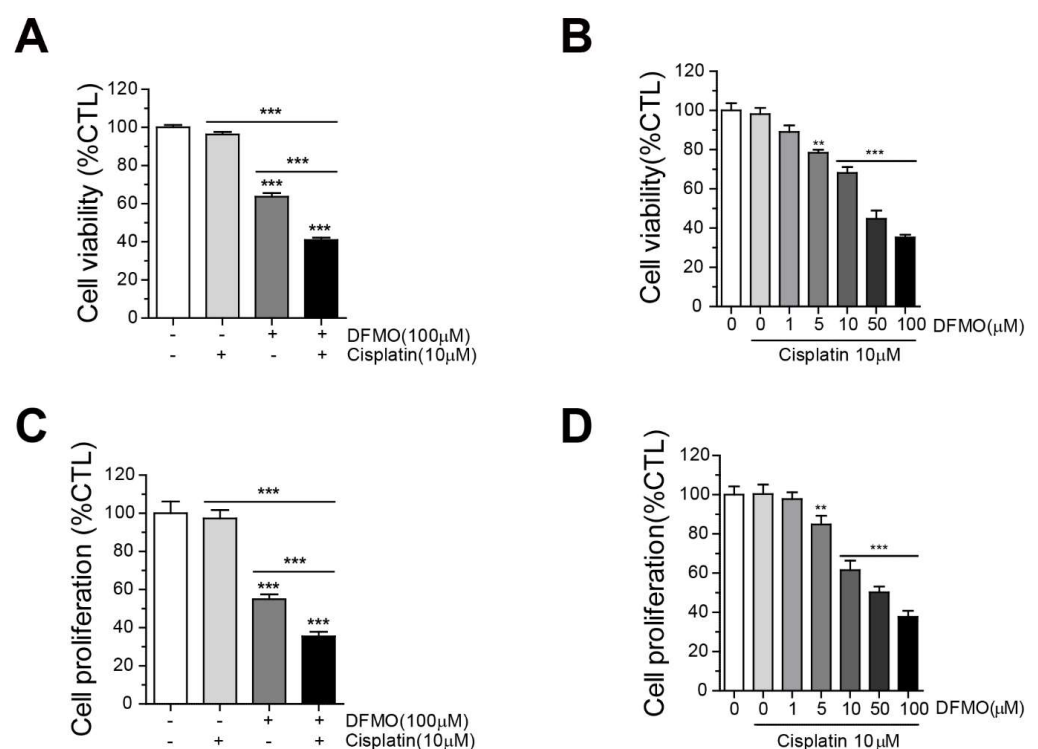 A
Cell viability (%CTL)
120
100
80
60
40
20
0
***
***
***
***
- - + + DFMO(100μM)
- + - + Cisplatin(10μM)
B
Cell viability(%CTL)
120
100
80
60
40
20
0
**
***
0 0 1 5 10 50 100 DFMO(μM)
Cisplatin 10μM
C
Cell proliferation (%CTL)
120
100
80
60
40
20
0
***
***
***
***
- - + + DFMO(100μM)
- + - + Cisplatin(10μM)
D
Cell proliferation(%CTL)
120
100
80
60
40
20
0
**
***
0 0 1 5 10 50 100 DFMO(μM)
Cisplatin 10μM